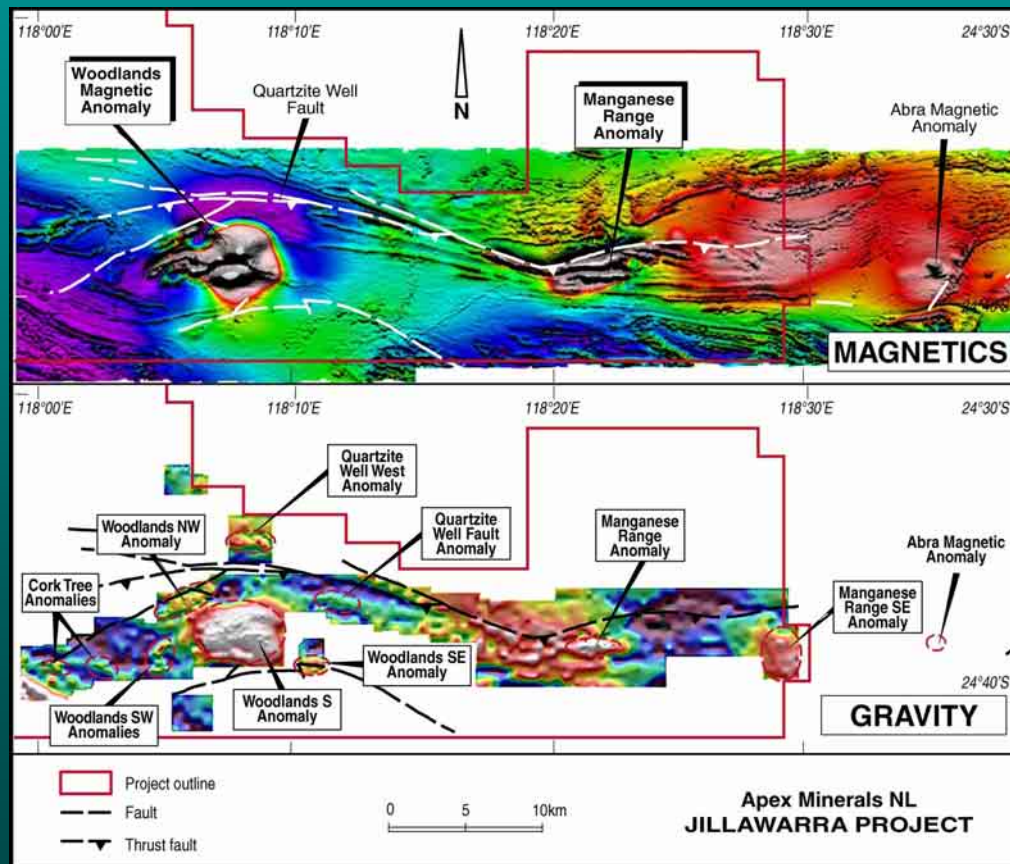 118°00'E 118°10'E 118°20'E 118°30'E 24°30'S
Woodlands
Magnetic
Anomaly
Quartzite Well
Fault
N
Manganese
Range
Anomaly
Abra Magnetic
Anomaly
MAGNETICS
118°00'E 118°10'E 118°20'E 118°30'E 24°30'S
Quartzite
Well West
Anomaly
Woodlands NW
Anomaly
Quartzite
Well Fault
Anomaly
Manganese
Range
Anomaly
Abra Magnetic
Anomaly
Cork Tree
Anomalies
Manganese
Range SE
Anomaly
Woodlands SE
Anomaly
Woodlands SW
Anomalies
Woodlands S
Anomaly
24°40'S
GRAVITY
Project outline
Fault
Thrust fault
0 5 10km
Apex Minerals NL
JILLAWARRA PROJECT